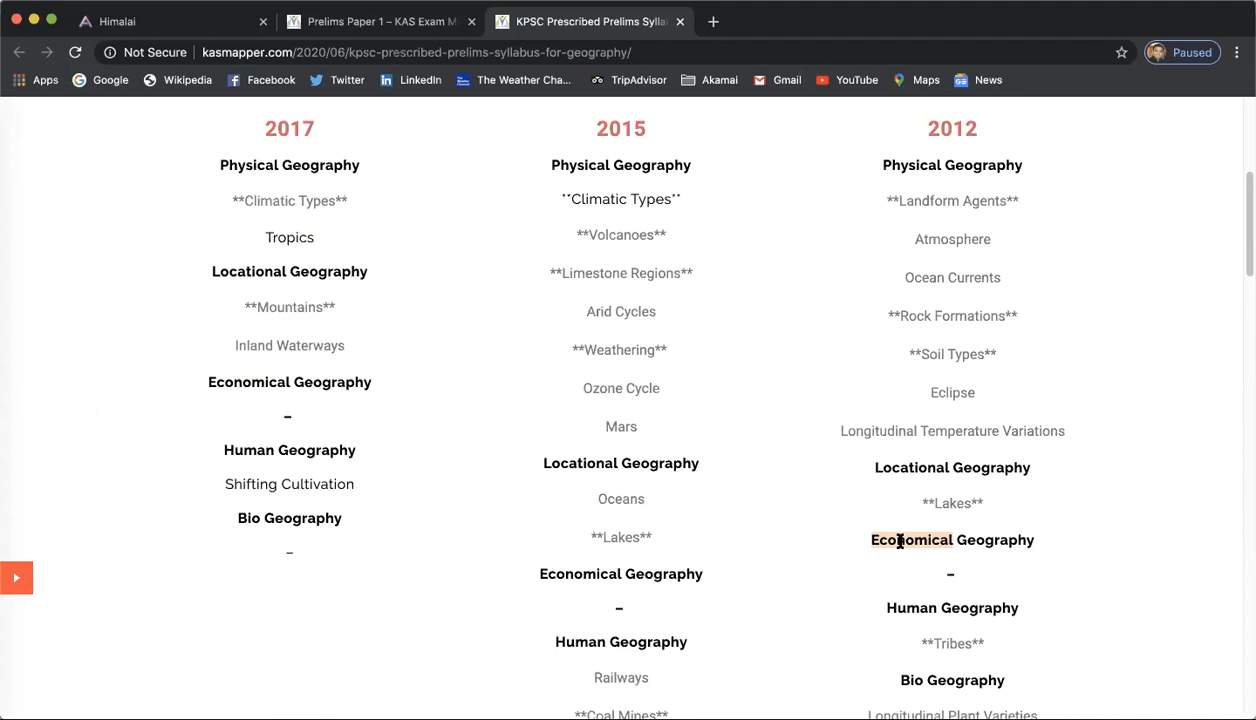 Himalai
Prelims Paper 1 – KAS Exam M
KPSC Prescribed Prelims Sylla
Not Secure
kasmapper.com/2020/06/kpsc-prescribed-prelims-syllabus-for-geography/
Paused
Apps
Google
Wikipedia
Facebook
Twitter
LinkedIn
The Weather Cha...
TripAdvisor
Akamai
Gmail
YouTube
Maps
News
2017
Physical Geography
**Climatic Types**
Tropics
Locational Geography
**Mountains**
Inland Waterways
Economical Geography
–
Human Geography
Shifting Cultivation
Bio Geography
–
2015
Physical Geography
**Climatic Types**
**Volcanoes**
**Limestone Regions**
Arid Cycles
**Weathering**
Ozone Cycle
Mars
Locational Geography
Oceans
**Lakes**
Economical Geography
–
Human Geography
Railways
**Coal Mines**
2012
Physical Geography
**Landform Agents**
Atmosphere
Ocean Currents
**Rock Formations**
**Soil Types**
Eclipse
Longitudinal Temperature Variations
Locational Geography
**Lakes**
Economical Geography
–
Human Geography
**Tribes**
Bio Geography
Longitudinal Plant Varieties